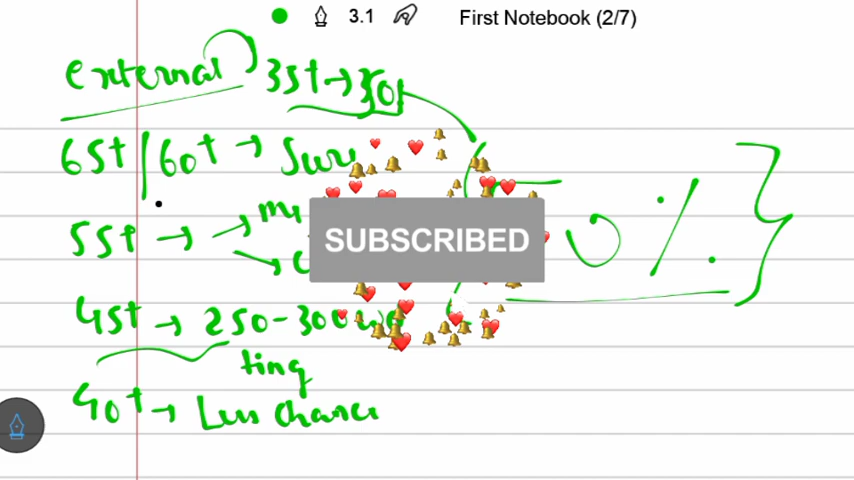 3.1 First Notebook (2/7)
external 35+ → 30+
65+ / 60+ → Sure
55+ → →
SUBSCRIBED
0 %.
45+ → 250-300
ting
40+ → Less chance